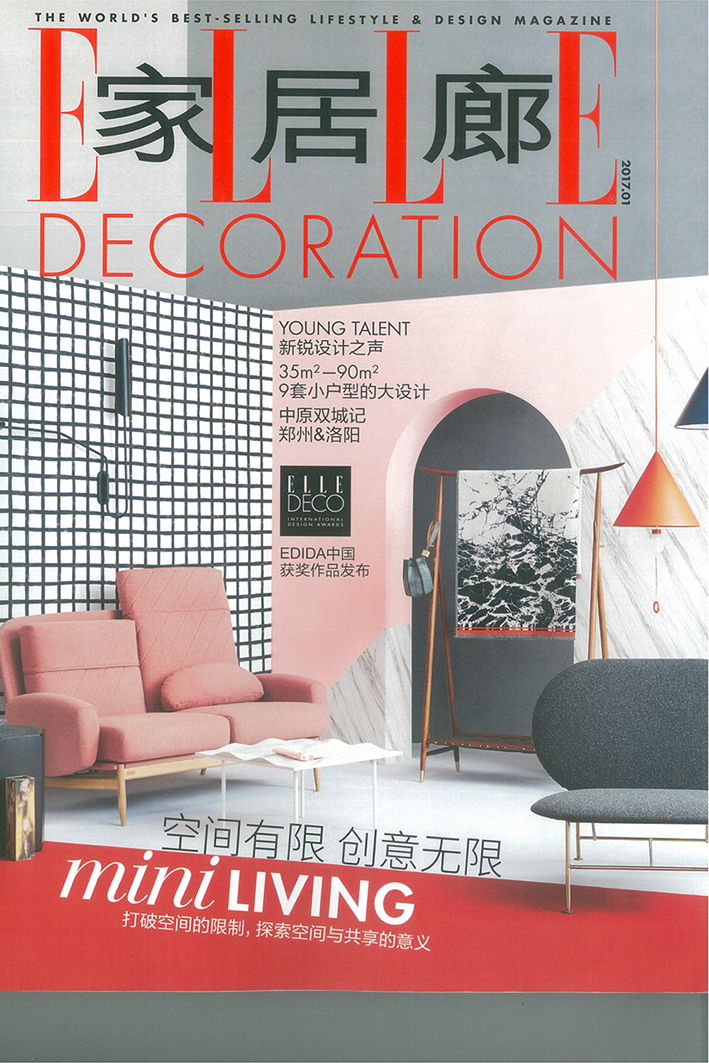 THE WORLD'S BEST-SELLING LIFESTYLE & DESIGN MAGAZINE
ELLE
家居廊
2017.01
DECORATION
YOUNG TALENT
新锐设计之声
35m²—90m²
9套小户型的大设计
中原双城记
郑州&洛阳
ELLE
DECO
INTERNATIONAL
DESIGN AWARDS
EDIDA中国
获奖作品发布
空间有限 创意无限
mini LIVING
打破空间的限制,探索空间与共享的意义